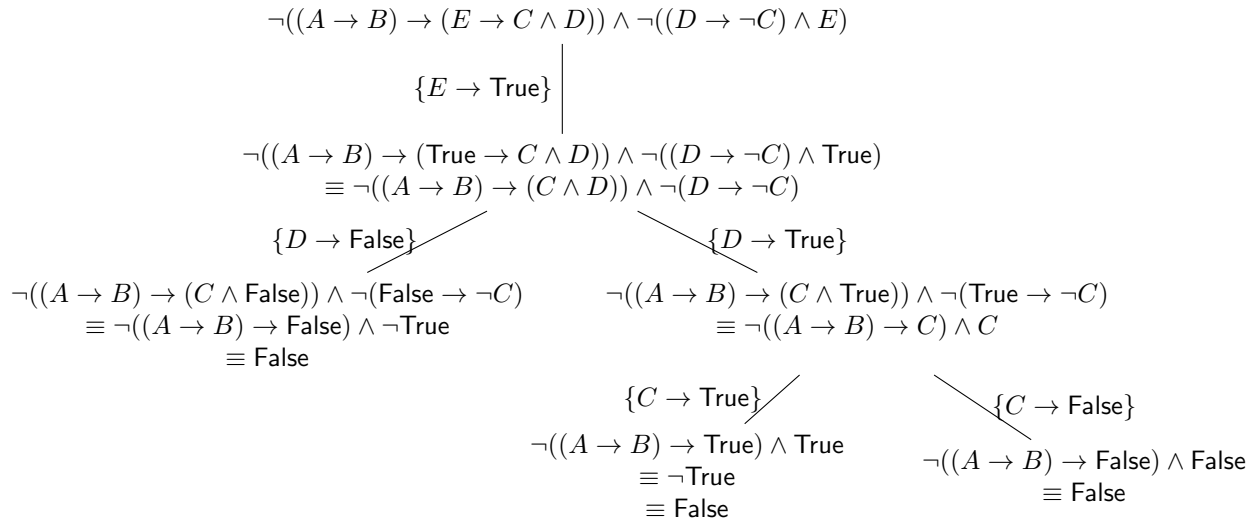 ¬((A → B) → (E → C ∧ D)) ∧ ¬((D → ¬C) ∧ E)
{E → True}
¬((A → B) → (True → C ∧ D)) ∧ ¬((D → ¬C) ∧ True)
≡ ¬((A → B) → (C ∧ D)) ∧ ¬(D → ¬C)
{D → False}
{D → True}
¬((A → B) → (C ∧ False)) ∧ ¬(False → ¬C)
≡ ¬((A → B) → False) ∧ ¬True
≡ False
¬((A → B) → (C ∧ True)) ∧ ¬(True → ¬C)
≡ ¬((A → B) → C) ∧ C
{C → True}
{C → False}
¬((A → B) → True) ∧ True
≡ ¬True
≡ False
¬((A → B) → False) ∧ False
≡ False